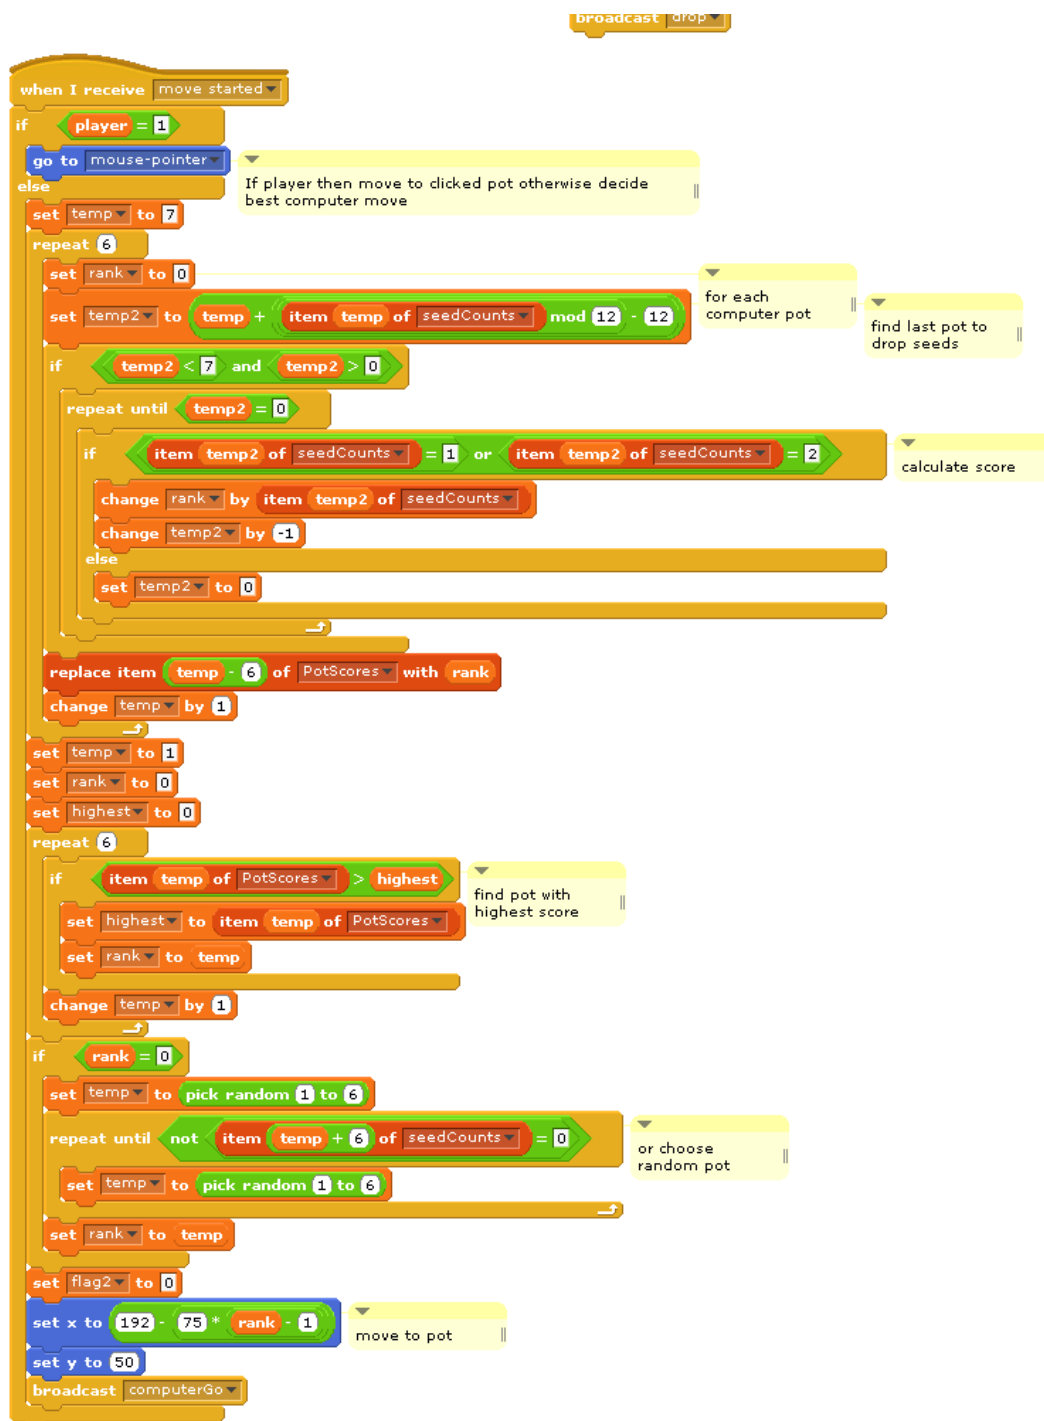 broadcast drop
when I receive move started
if player = 1
go to mouse-pointer
else
If player then move to clicked pot otherwise decide
best computer move
set temp to 7
repeat 6
set rank to 0
for each
computer pot
set temp2 to temp + item temp of seedCounts mod 12 - 12
find last pot to
drop seeds
if temp2 < 7 and temp2 > 0
repeat until temp2 = 0
if item temp2 of seedCounts = 1 or item temp2 of seedCounts = 2
calculate score
change rank by item temp2 of seedCounts
change temp2 by -1
else
set temp2 to 0
replace item temp - 6 of PotScores with rank
change temp by 1
set temp to 1
set rank to 0
set highest to 0
repeat 6
if item temp of PotScores > highest
find pot with
highest score
set highest to item temp of PotScores
set rank to temp
change temp by 1
if rank = 0
set temp to pick random 1 to 6
repeat until not item temp + 6 of seedCounts = 0
or choose
random pot
set temp to pick random 1 to 6
set rank to temp
set flag2 to 0
set x to 192 - 75 * rank - 1
move to pot
set y to 50
broadcast computerGo